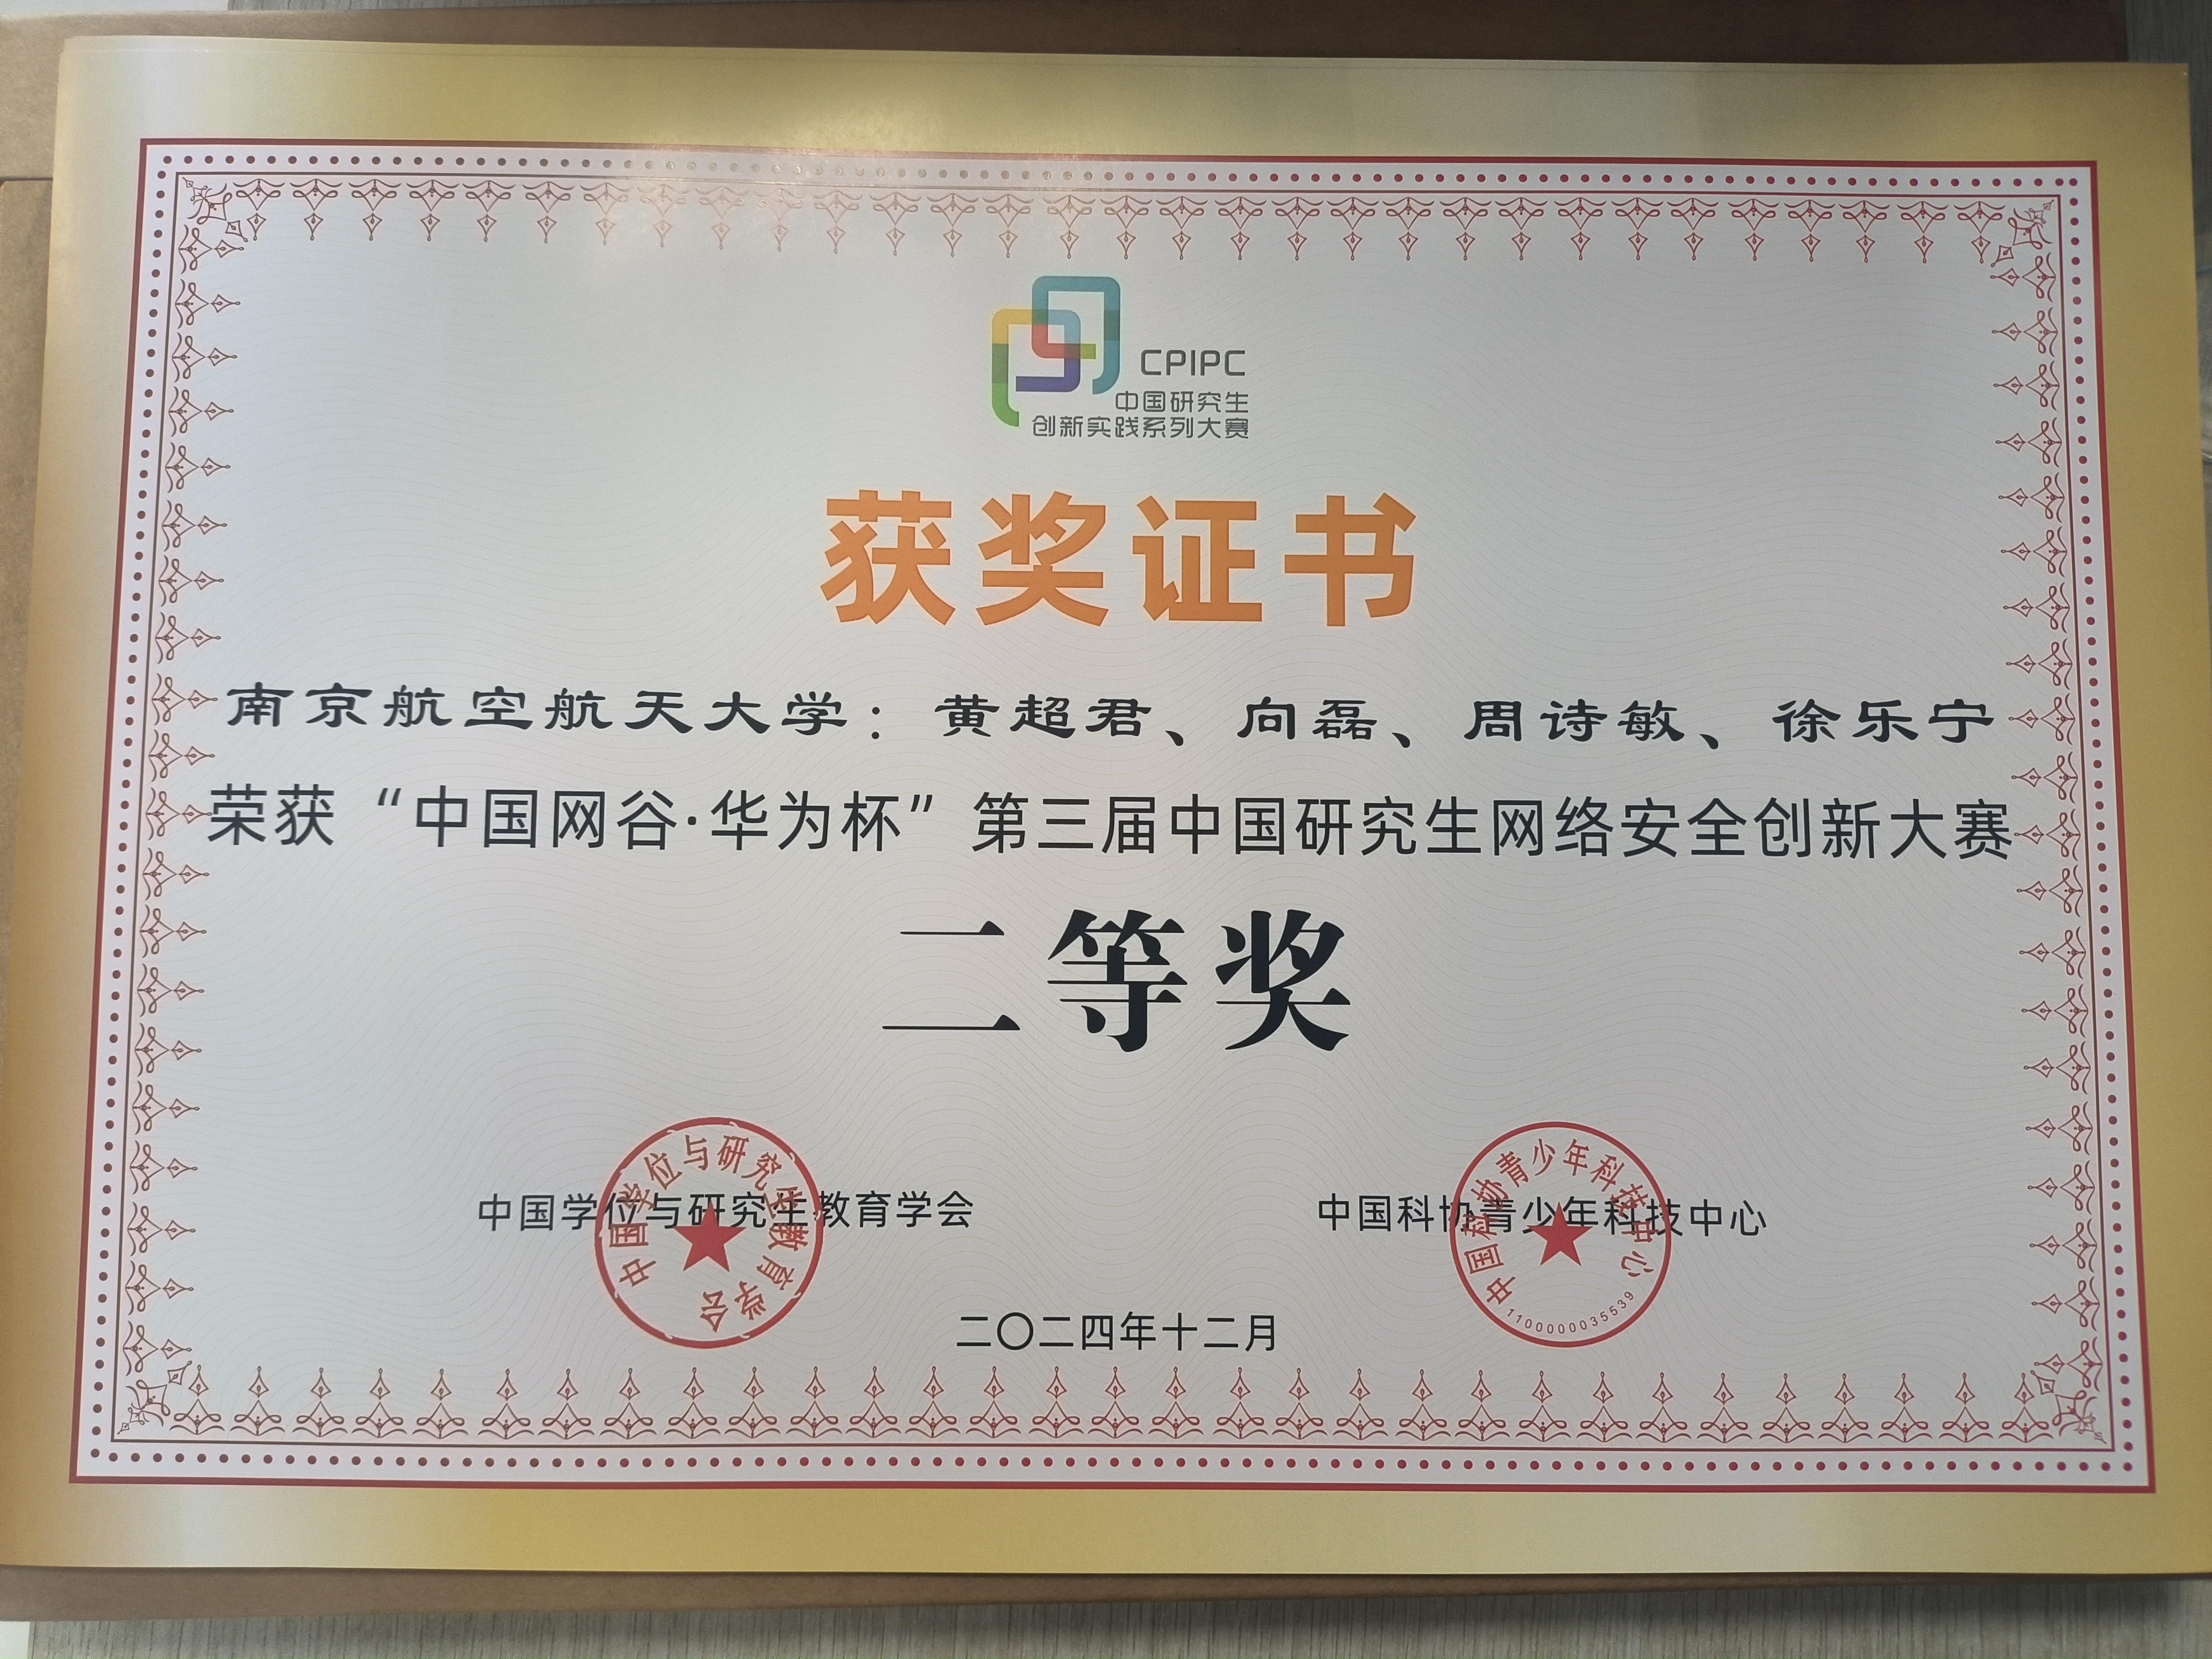 CPIPC
中国研究生
创新实践系列大赛
获奖证书
南京航空航天大学：黄超君、向磊、周诗敏、徐乐宁
荣获“中国网谷·华为杯”第三届中国研究生网络安全创新大赛
二等奖
中国学位与研究生教育学会
中国学位与研究生教育学会
中国科协青少年科技中心
中国科协青少年科技中心
1100000035539
二〇二四年十二月